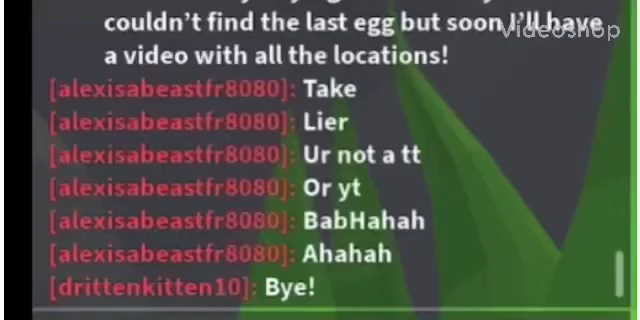 couldn't find the last egg but soon I'll have
Videoshop
a video with all the locations!
[alexisabeastfr8080]: Take
[alexisabeastfr8080]: Lier
[alexisabeastfr8080]: Ur not a tt
[alexisabeastfr8080]: Or yt
[alexisabeastfr8080]: BabHahah
[alexisabeastfr8080]: Ahahah
[drittenkitten10]: Bye!